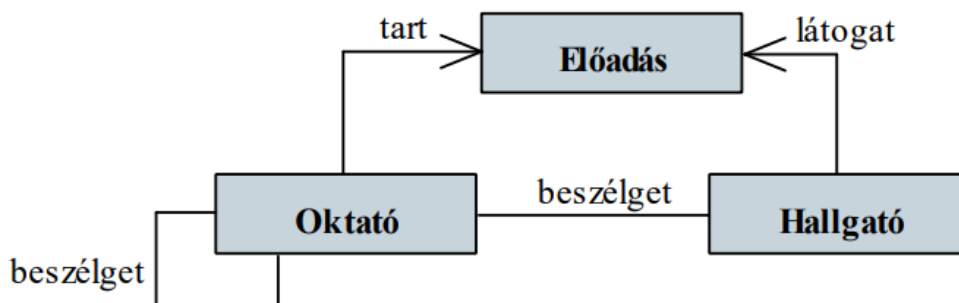 tart
látogat
Előadás
beszélget
Oktató
Hallgató
beszélget